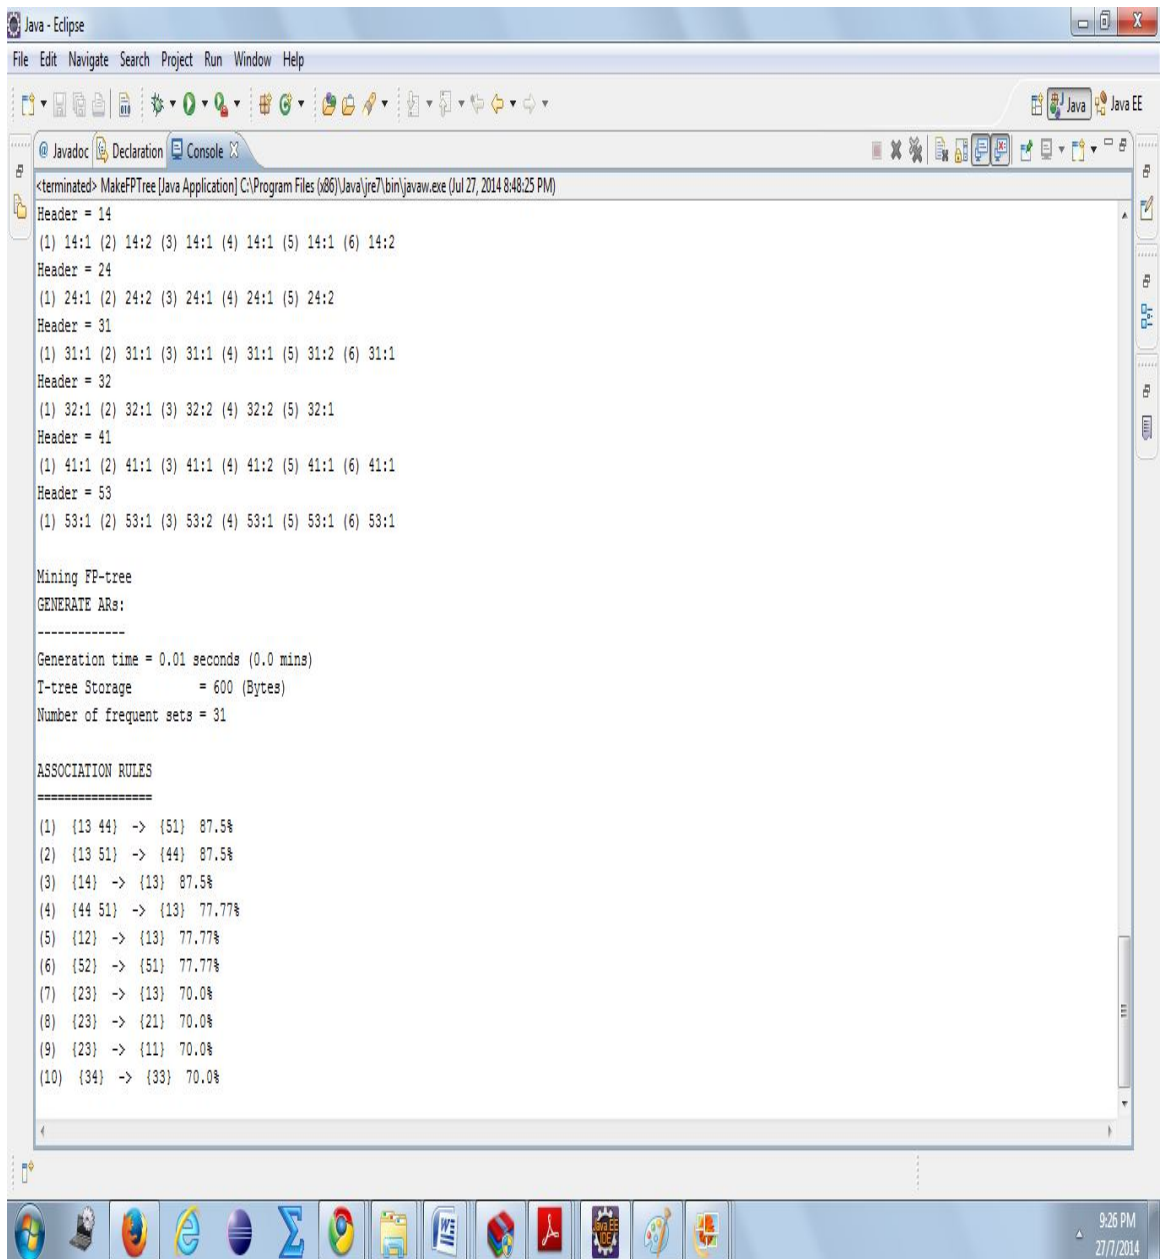 Java - Eclipse
File Edit Navigate Search Project Run Window Help
Java Java EE
@ Javadoc Declaration Console
<terminated> MakeFPTree [Java Application] C:\Program Files (x86)\Java\jre7\bin\javaw.exe (Jul 27, 2014 8:48:25 PM)
Header = 14
(1) 14:1 (2) 14:2 (3) 14:1 (4) 14:1 (5) 14:1 (6) 14:2
Header = 24
(1) 24:1 (2) 24:2 (3) 24:1 (4) 24:1 (5) 24:2
Header = 31
(1) 31:1 (2) 31:1 (3) 31:1 (4) 31:1 (5) 31:2 (6) 31:1
Header = 32
(1) 32:1 (2) 32:1 (3) 32:2 (4) 32:2 (5) 32:1
Header = 41
(1) 41:1 (2) 41:1 (3) 41:1 (4) 41:2 (5) 41:1 (6) 41:1
Header = 53
(1) 53:1 (2) 53:1 (3) 53:2 (4) 53:1 (5) 53:1 (6) 53:1
Mining FP-tree
GENERATE ARs:
-------------
Generation time = 0.01 seconds (0.0 mins)
T-tree Storage = 600 (Bytes)
Number of frequent sets = 31
ASSOCIATION RULES
=================
(1) {13 44} -> {51} 87.5%
(2) {13 51} -> {44} 87.5%
(3) {14} -> {13} 87.5%
(4) {44 51} -> {13} 77.77%
(5) {12} -> {13} 77.77%
(6) {52} -> {51} 77.77%
(7) {23} -> {13} 70.0%
(8) {23} -> {21} 70.0%
(9) {23} -> {11} 70.0%
(10) {34} -> {33} 70.0%
Java EE
IDE
9:26 PM
27/7/2014